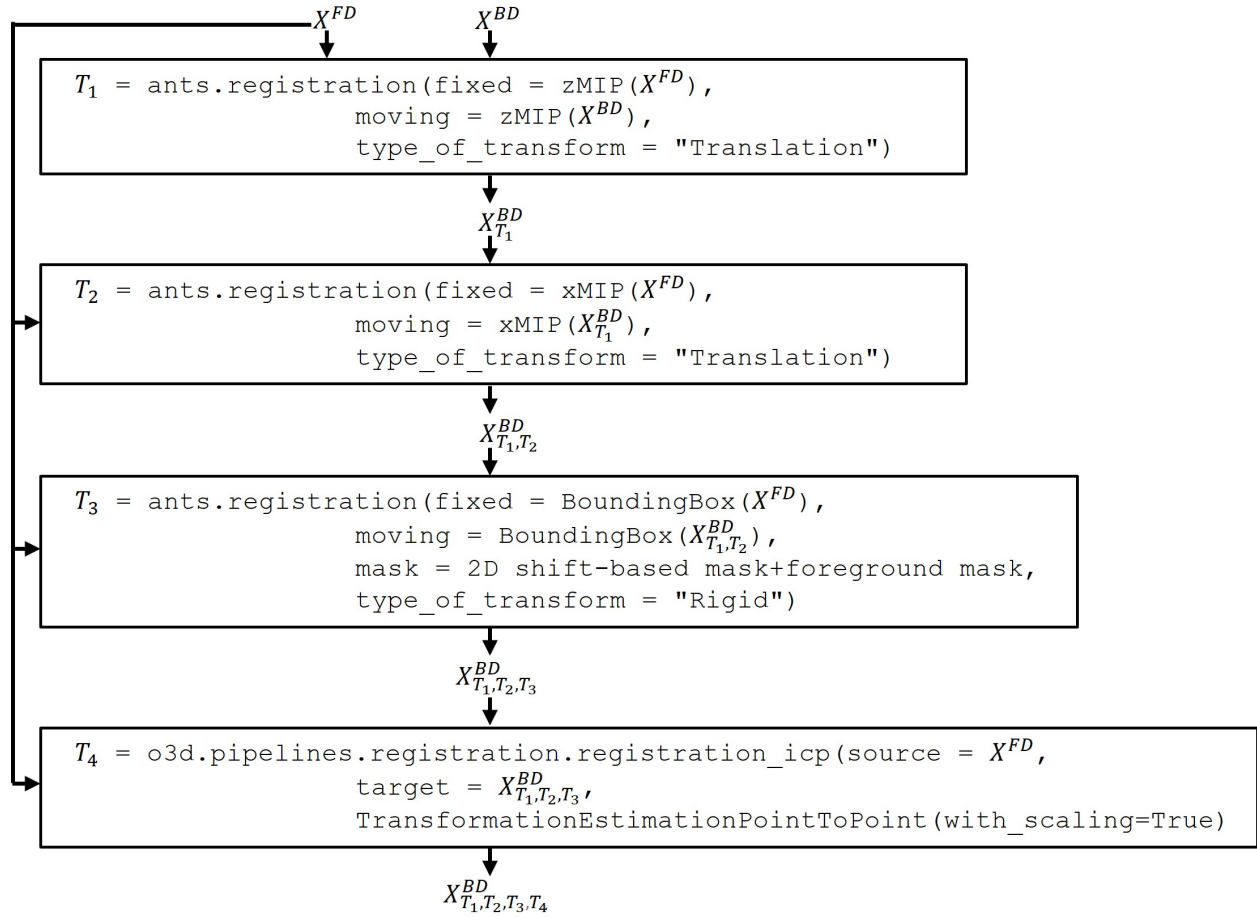 X^{FD} X^{BD}
T_1 = ants.registration(fixed = zMIP(X^{FD}),
moving = zMIP(X^{BD}),
type_of_transform = "Translation")
X^{BD}_{T_1}
T_2 = ants.registration(fixed = xMIP(X^{FD}),
moving = xMIP(X^{BD}_{T_1}),
type_of_transform = "Translation")
X^{BD}_{T_1,T_2}
T_3 = ants.registration(fixed = BoundingBox(X^{FD}),
moving = BoundingBox(X^{BD}_{T_1,T_2}),
mask = 2D shift-based mask+foreground mask,
type_of_transform = "Rigid")
X^{BD}_{T_1,T_2,T_3}
T_4 = o3d.pipelines.registration.registration_icp(source = X^{FD},
target = X^{BD}_{T_1,T_2,T_3},
TransformationEstimationPointToPoint(with_scaling=True)
X^{BD}_{T_1,T_2,T_3,T_4}